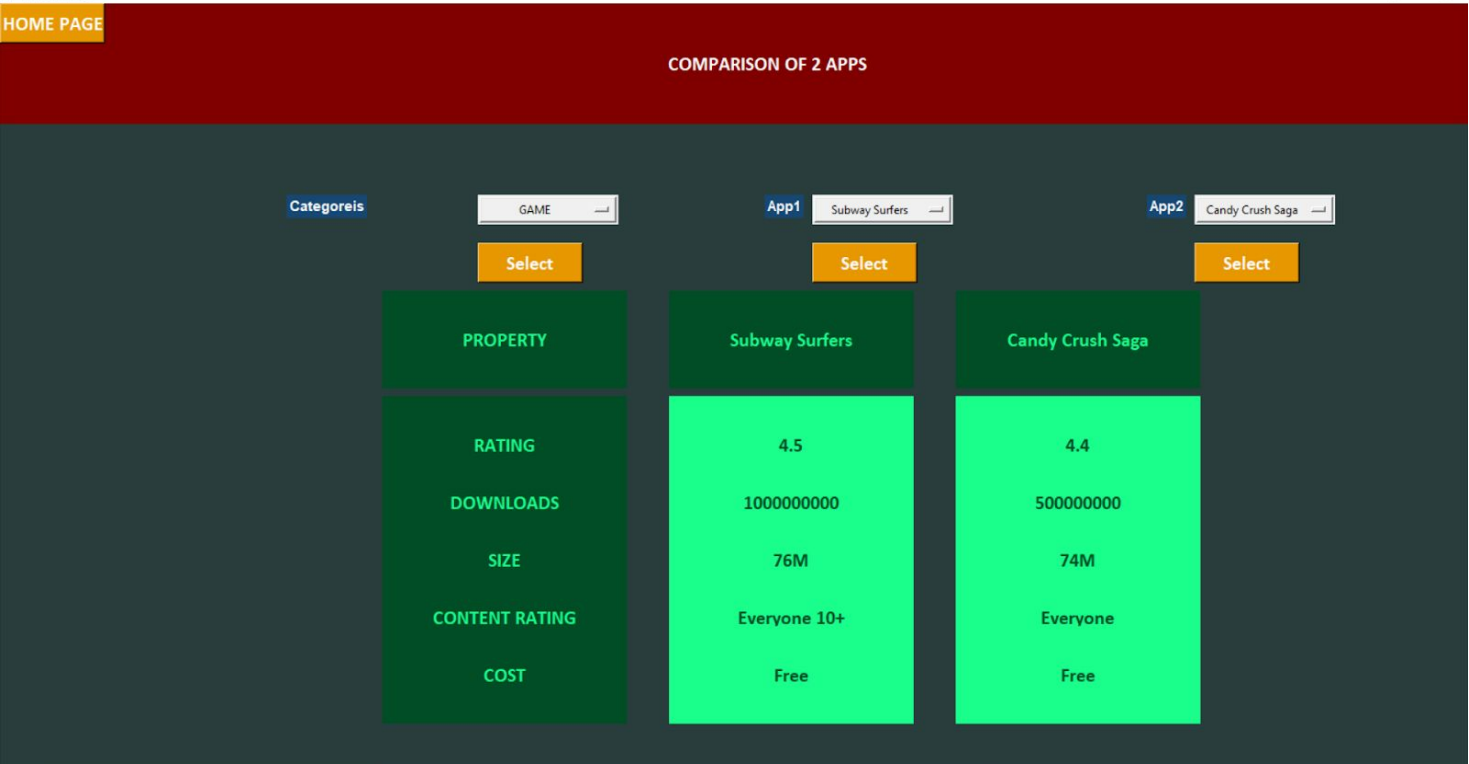 HOME PAGE
COMPARISON OF 2 APPS
Categoreis GAME App1 Subway Surfers App2 Candy Crush Saga
Select Select Select
PROPERTY Subway Surfers Candy Crush Saga
RATING 4.5 4.4
DOWNLOADS 1000000000 500000000
SIZE 76M 74M
CONTENT RATING Everyone 10+ Everyone
COST Free Free